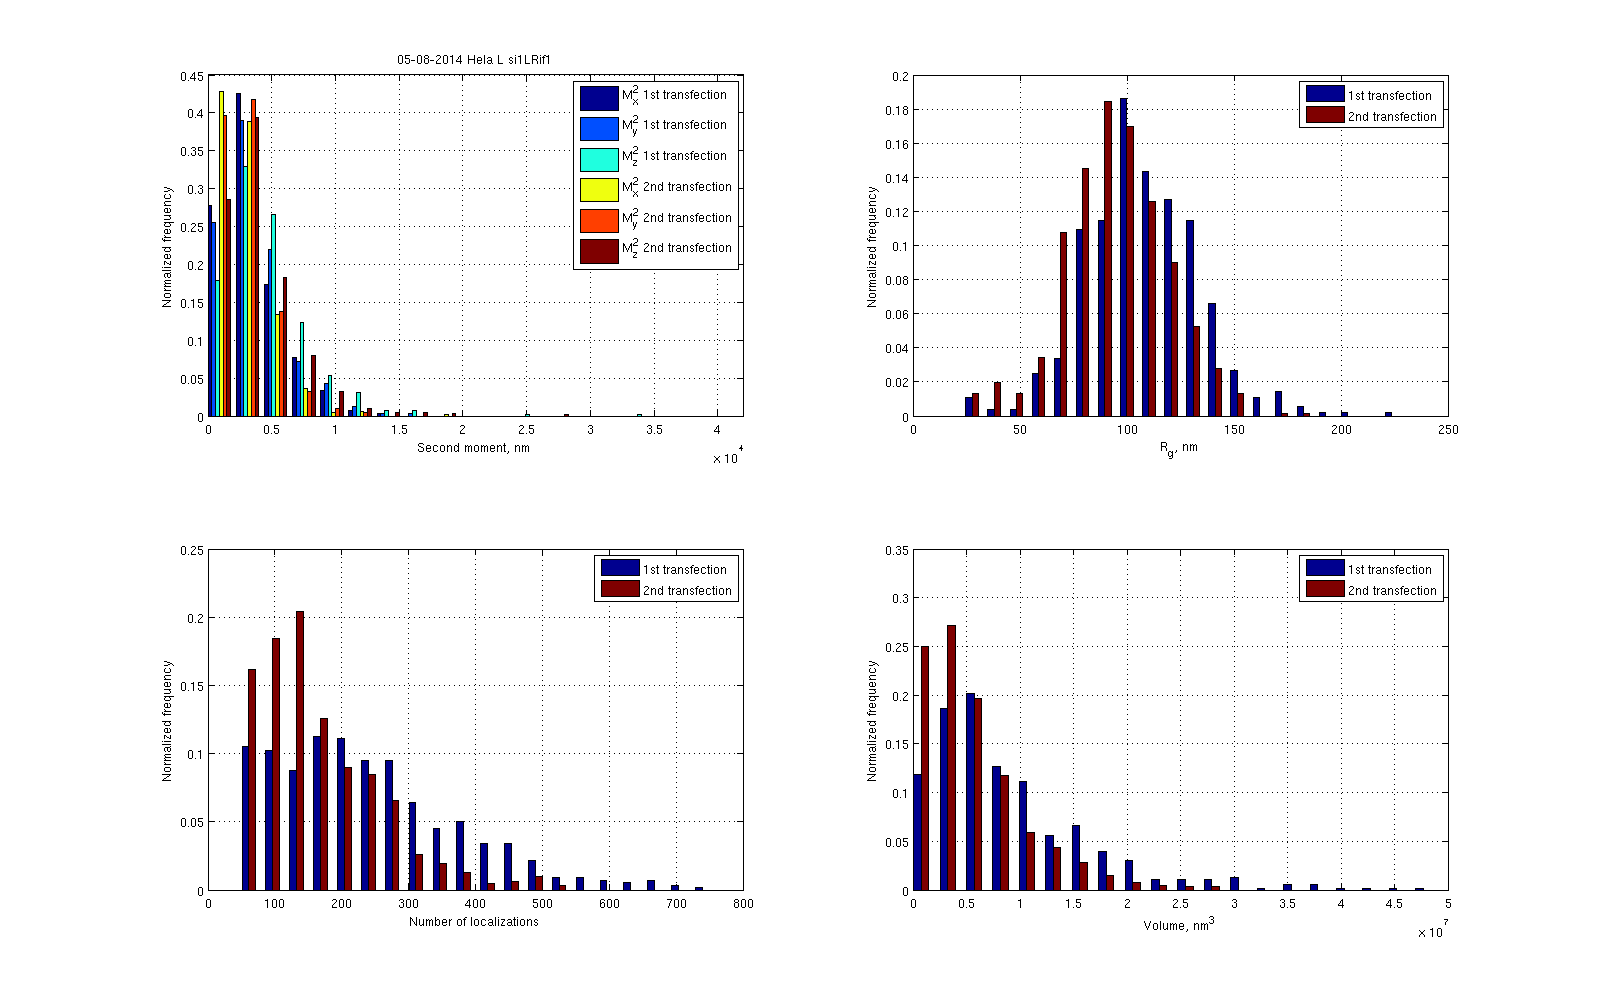 05-08-2014 Hela L si1LRif1
0.45
0.4
0.35
0.3
0.25
0.2
0.15
0.1
0.05
0
Normalized frequency
M²x 1st transfection
M²y 1st transfection
M²z 1st transfection
M²x 2nd transfection
M²y 2nd transfection
M²z 2nd transfection
0 0.5 1 1.5 2 2.5 3 3.5 4
Second moment, nm
× 10⁴
0.2
0.18
0.16
0.14
0.12
0.1
0.08
0.06
0.04
0.02
0
Normalized frequency
1st transfection
2nd transfection
0 50 100 150 200 250
Rg, nm
0.25
0.2
0.15
0.1
0.05
0
Normalized frequency
1st transfection
2nd transfection
0 100 200 300 400 500 600 700 800
Number of localizations
0.35
0.3
0.25
0.2
0.15
0.1
0.05
0
Normalized frequency
1st transfection
2nd transfection
0 0.5 1 1.5 2 2.5 3 3.5 4 4.5 5
Volume, nm³
× 10⁷